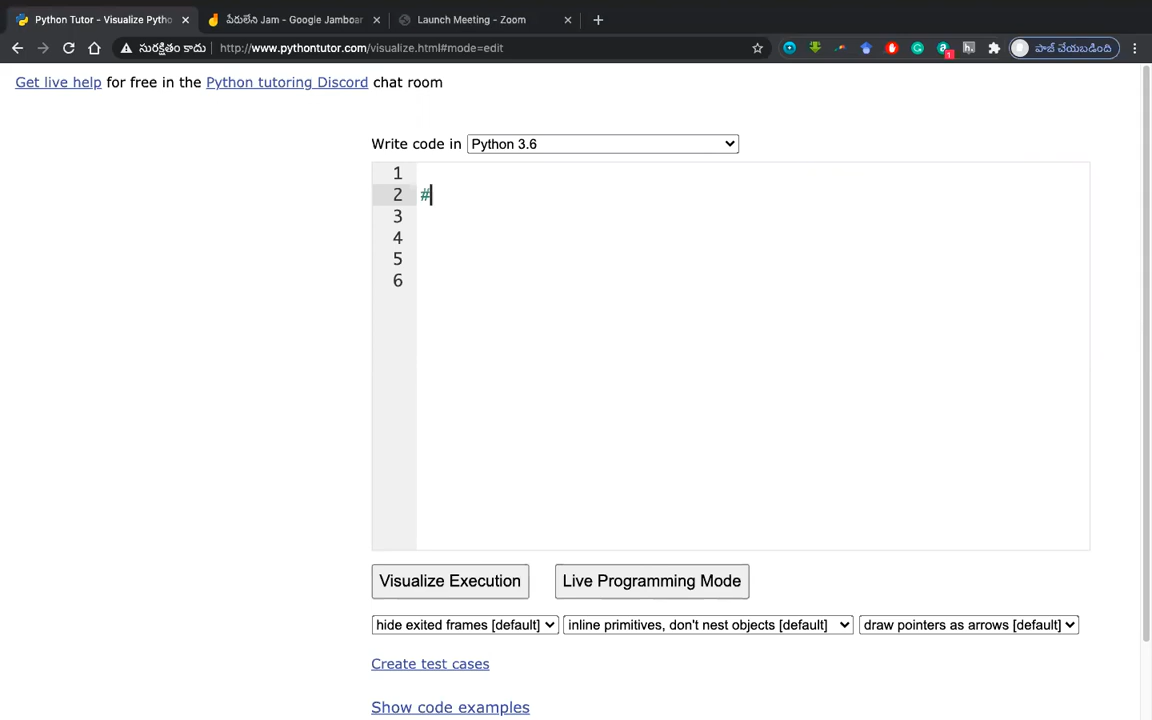 Python Tutor - Visualize Pytho
పేరులేని Jam - Google Jamboar
Launch Meeting - Zoom
సురక్షితం కాదు http://www.pythontutor.com/visualize.html#mode=edit
1
పాజ్ చేయబడింది
Get live help for free in the Python tutoring Discord chat room
Write code in Python 3.6
1
2 #
3
4
5
6
Visualize Execution Live Programming Mode
hide exited frames [default] inline primitives, don't nest objects [default] draw pointers as arrows [default]
Create test cases
Show code examples